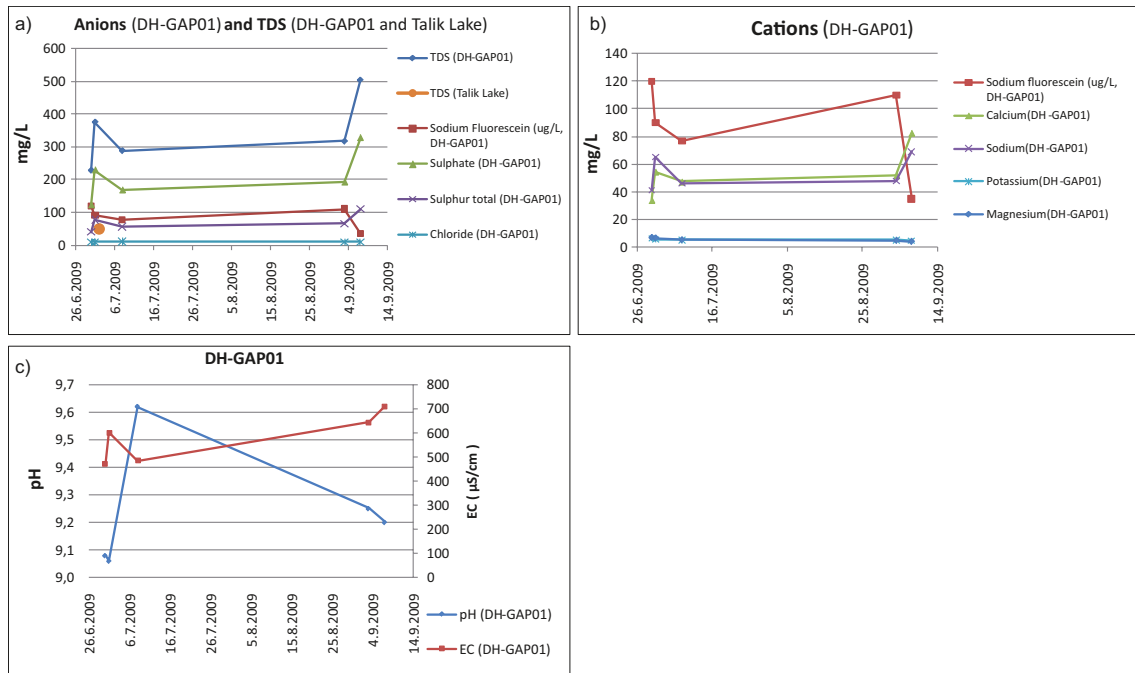 a)
Anions (DH-GAP01) and TDS (DH-GAP01 and Talik Lake)
mg/L
600
500
400
300
200
100
0
26.6.2009
6.7.2009
16.7.2009
26.7.2009
5.8.2009
15.8.2009
25.8.2009
4.9.2009
14.9.2009
TDS (DH-GAP01)
TDS (Talik Lake)
Sodium Fluorescein (ug/L,
DH-GAP01)
Sulphate (DH-GAP01)
Sulphur total (DH-GAP01)
Chloride (DH-GAP01)
b)
Cations (DH-GAP01)
mg/L
140
120
100
80
60
40
20
0
26.6.2009
16.7.2009
5.8.2009
25.8.2009
14.9.2009
Sodium fluorescein (ug/L,
DH-GAP01)
Calcium(DH-GAP01)
Sodium(DH-GAP01)
Potassium(DH-GAP01)
Magnesium(DH-GAP01)
c)
DH-GAP01
pH
9,7
9,6
9,5
9,4
9,3
9,2
9,1
9,0
800
700
600
500
400
300
200
100
0
EC ( µS/cm)
26.6.2009
6.7.2009
16.7.2009
26.7.2009
5.8.2009
15.8.2009
25.8.2009
4.9.2009
14.9.2009
pH (DH-GAP01)
EC (DH-GAP01)